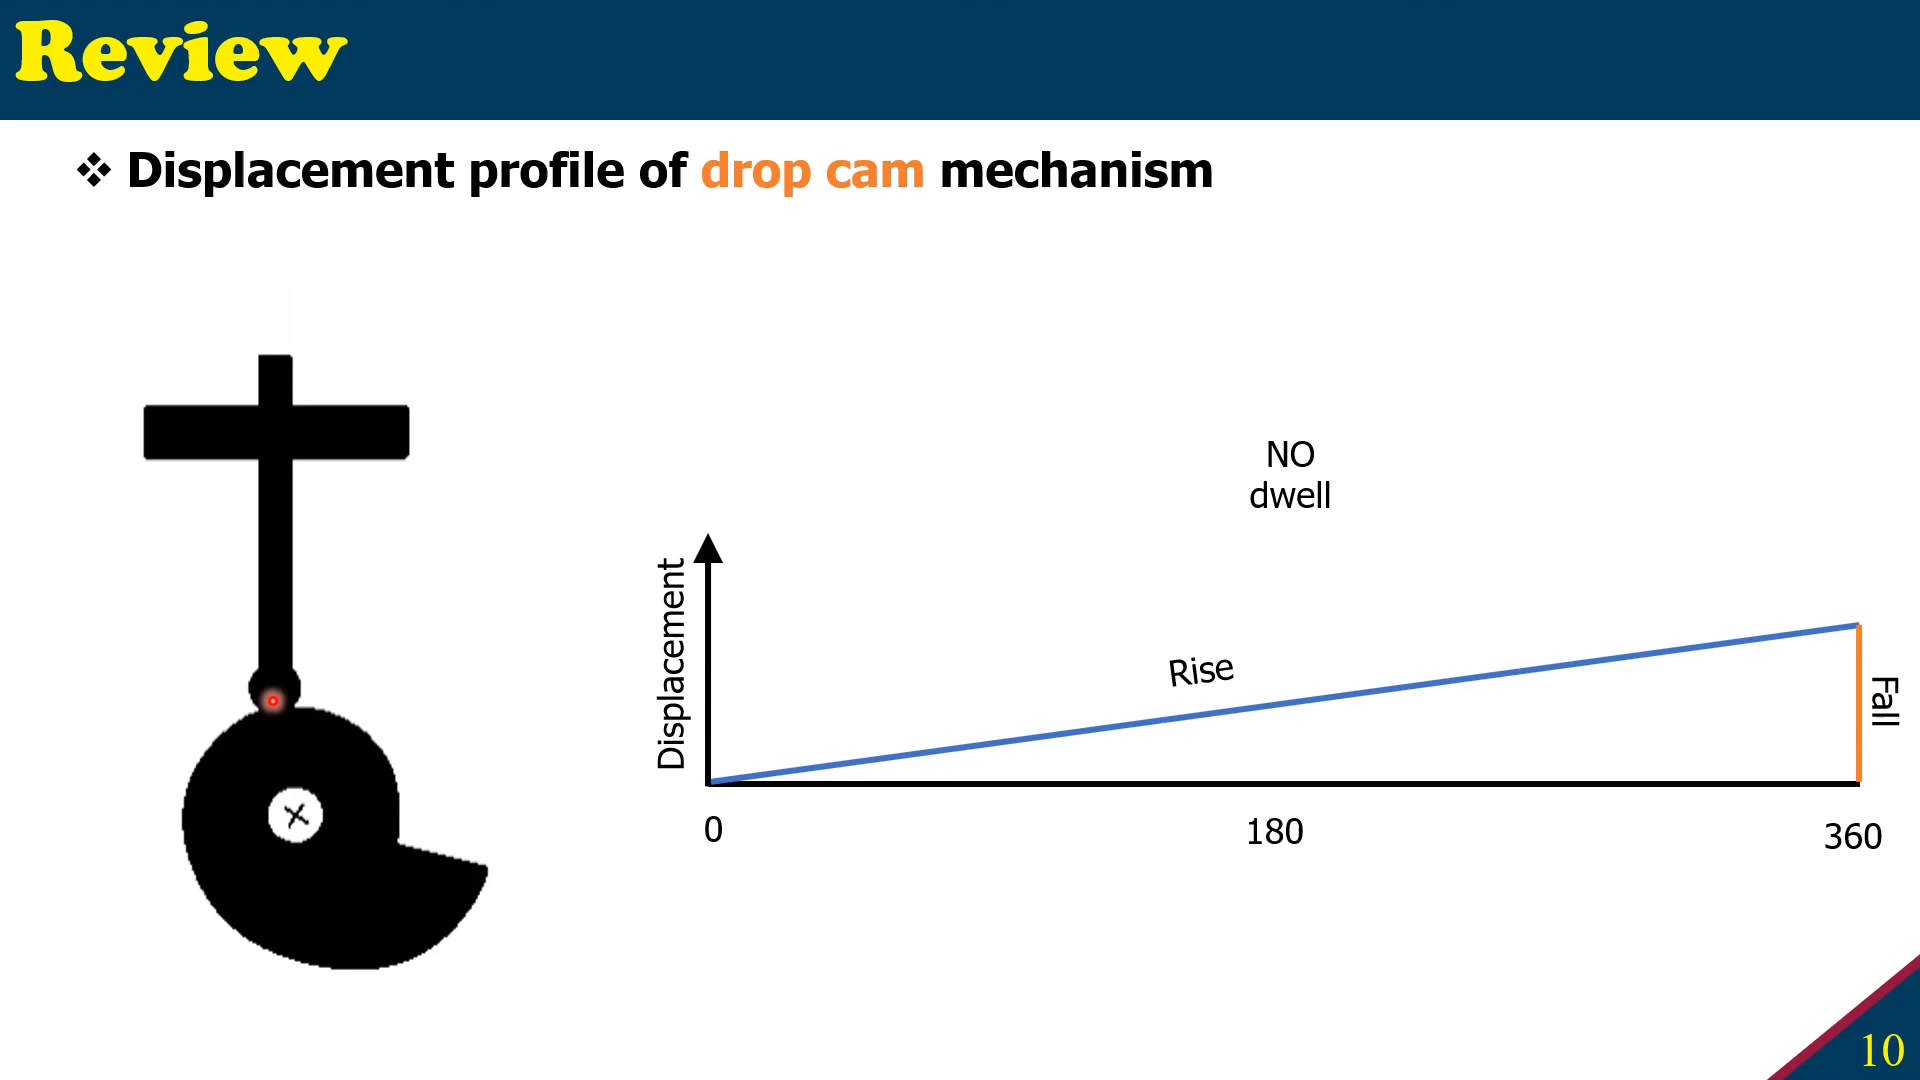 Review
❖ Displacement profile of drop cam mechanism
NO
dwell
Displacement
Rise
Fall
0
180
360
10